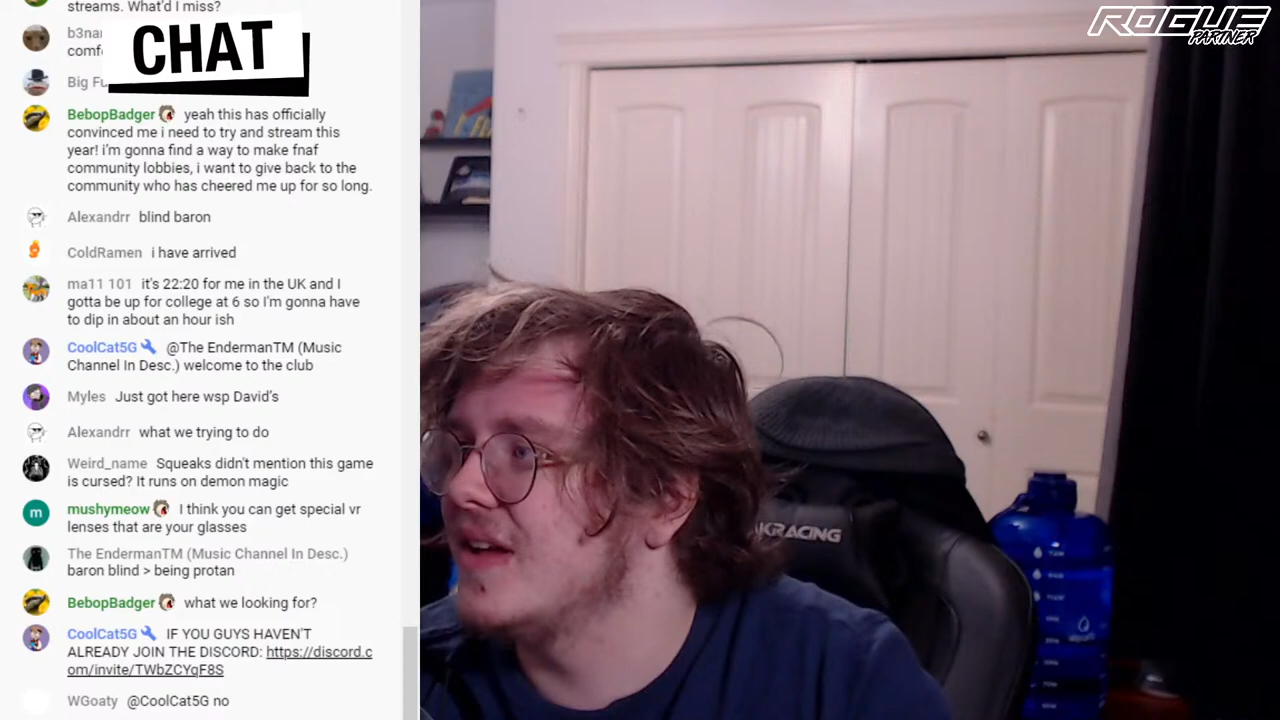 streams. What'd I miss?
CHAT
ROGUE
PARTNER
BebopBadger yeah this has officially
convinced me i need to try and stream this
year! i'm gonna find a way to make fnaf
community lobbies, i want to give back to the
community who has cheered me up for so long.
Alexandrr blind baron
ColdRamen i have arrived
ma11 101 it's 22:20 for me in the UK and I
gotta be up for college at 6 so I'm gonna have
to dip in about an hour ish
CoolCat5G @The EndermanTM (Music
Channel In Desc.) welcome to the club
Myles Just got here wsp David's
Alexandrr what we trying to do
Weird_name Squeaks didn't mention this game
is cursed? It runs on demon magic
m
mushymeow I think you can get special vr
lenses that are your glasses
The EndermanTM (Music Channel In Desc.)
baron blind > being protan
BebopBadger what we looking for?
CoolCat5G IF YOU GUYS HAVEN'T
ALREADY JOIN THE DISCORD: https://discord.c
om/invite/TWbZCYqF8S
WGoaty @CoolCat5G no
AKRACING